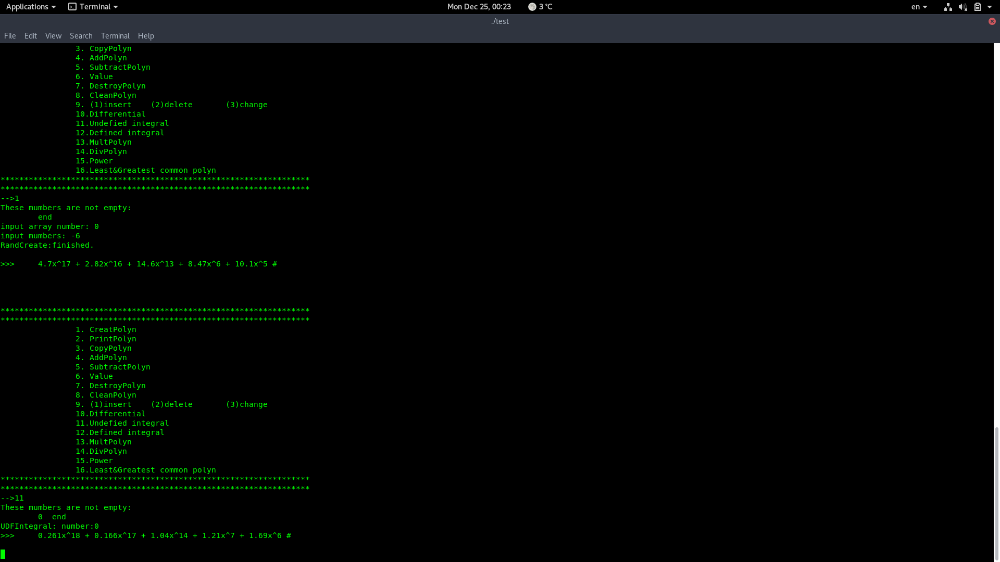 Applications Terminal Mon Dec 25, 00:23 3 °C en
./test
File Edit View Search Terminal Help
3. CopyPolyn
4. AddPolyn
5. SubtractPolyn
6. Value
7. DestroyPolyn
8. CleanPolyn
9. (1)insert (2)delete (3)change
10.Differential
11.Undefied integral
12.Defined integral
13.MultPolyn
14.DivPolyn
15.Power
16.Least&Greatest common polyn
******************************************************************
******************************************************************
-->1
These mumbers are not empty:
end
input array number: 0
input mumbers: -6
RandCreate:finished.
>>> 4.7x^17 + 2.82x^16 + 14.6x^13 + 8.47x^6 + 10.1x^5 #
******************************************************************
******************************************************************
1. CreatPolyn
2. PrintPolyn
3. CopyPolyn
4. AddPolyn
5. SubtractPolyn
6. Value
7. DestroyPolyn
8. CleanPolyn
9. (1)insert (2)delete (3)change
10.Differential
11.Undefied integral
12.Defined integral
13.MultPolyn
14.DivPolyn
15.Power
16.Least&Greatest common polyn
******************************************************************
******************************************************************
-->11
These mumbers are not empty:
0 end
UDFIntegral: number:0
>>> 0.261x^18 + 0.166x^17 + 1.04x^14 + 1.21x^7 + 1.69x^6 #